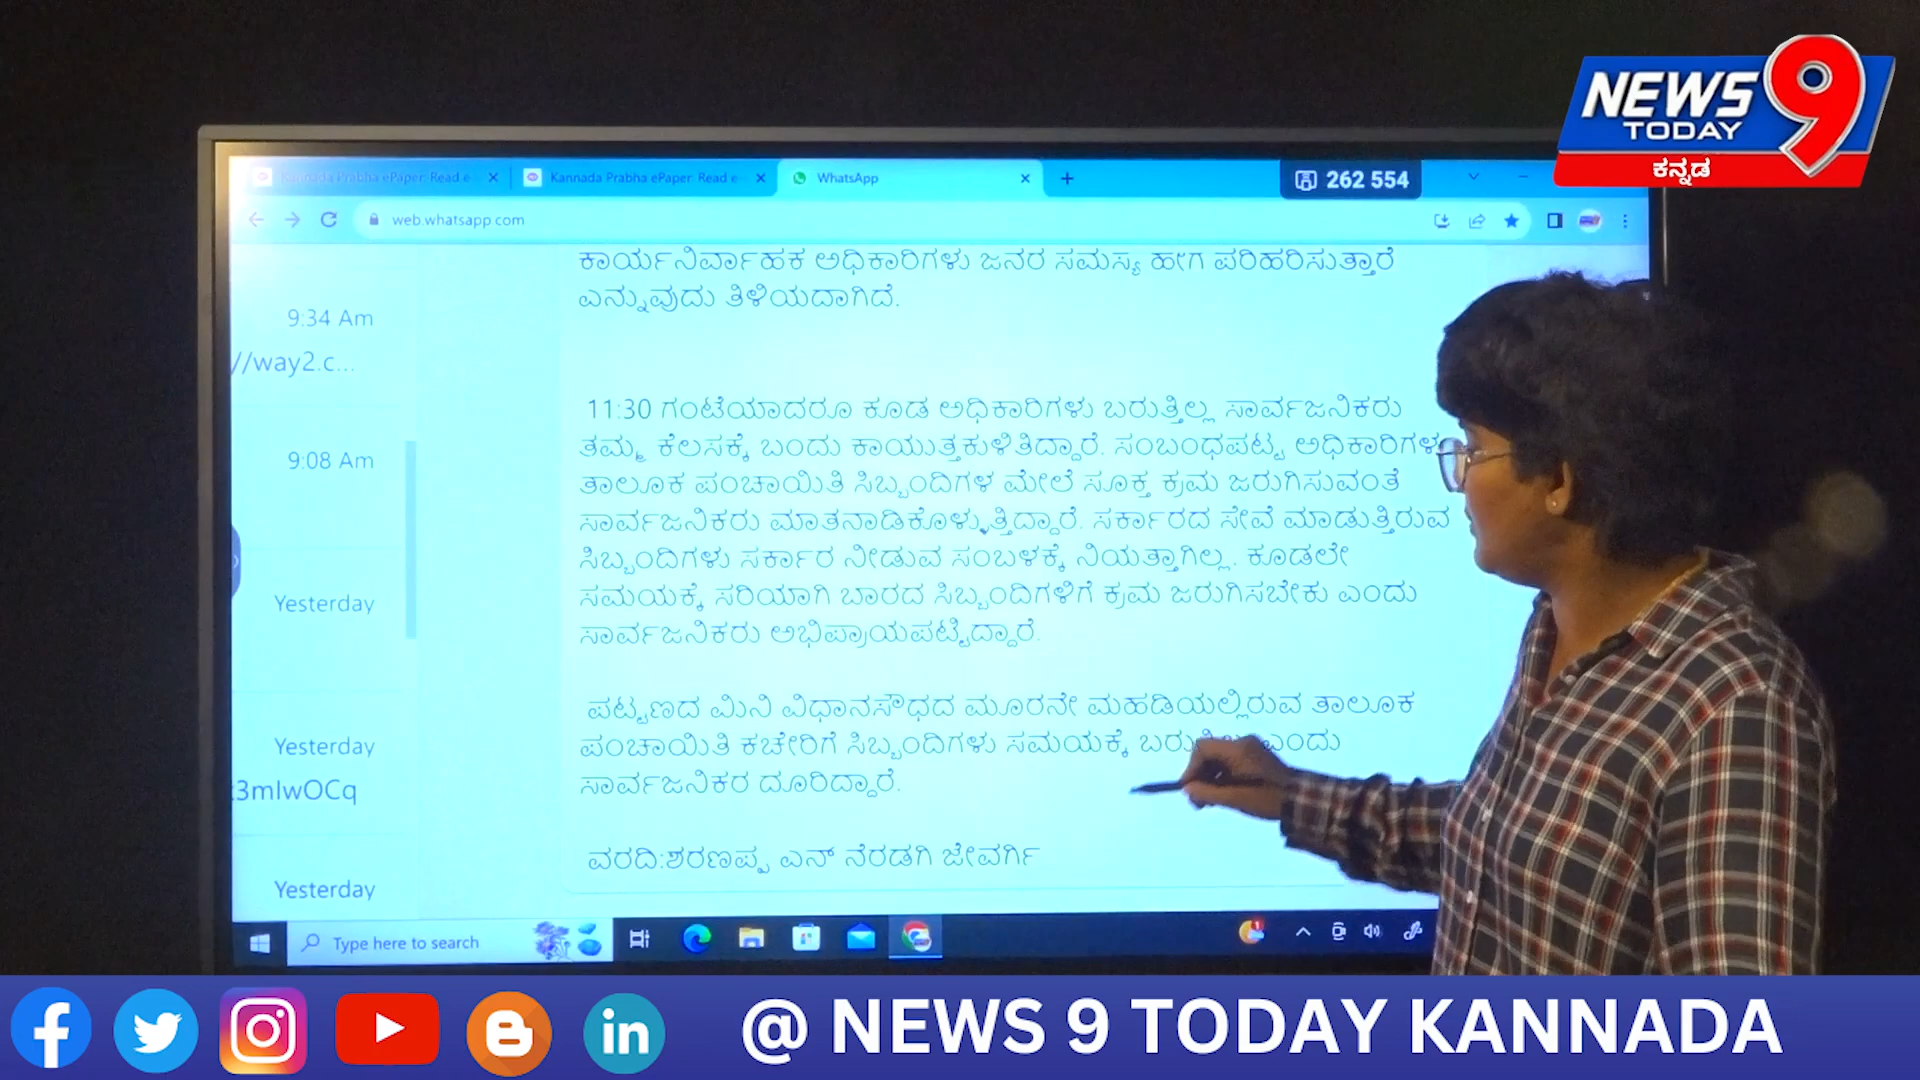 NEWS 9
TODAY
ಕನ್ನಡ
Kannada Prabha ePaper: Read e
Kannada Prabha ePaper: Read e
WhatsApp
262 554
web.whatsapp.com
ಕಾರ್ಯನಿರ್ವಾಹಕ ಅಧಿಕಾರಿಗಳು ಜನರ ಸಮಸ್ಯ ಹೇಗ ಪರಿಹರಿಸುತ್ತಾರೆ
ಎನ್ನುವುದು ತಿಳಿಯದಾಗಿದೆ.
11:30 ಗಂಟೆಯಾದರೂ ಕೂಡ ಅಧಿಕಾರಿಗಳು ಬರುತ್ತಿಲ್ಲ ಸಾರ್ವಜನಿಕರು
ತಮ್ಮ ಕೆಲಸಕ್ಕೆ ಬಂದು ಕಾಯುತ್ತಕುಳಿತಿದ್ದಾರೆ. ಸಂಬಂಧಪಟ್ಟ ಅಧಿಕಾರಿಗಳ
ತಾಲೂಕ ಪಂಚಾಯಿತಿ ಸಿಬ್ಬಂದಿಗಳ ಮೇಲೆ ಸೂಕ್ತ ಕ್ರಮ ಜರುಗಿಸುವಂತೆ
ಸಾರ್ವಜನಿಕರು ಮಾತನಾಡಿಕೊಳ್ಳುತ್ತಿದ್ದಾರೆ. ಸರ್ಕಾರದ ಸೇವೆ ಮಾಡುತ್ತಿರುವ
ಸಿಬ್ಬಂದಿಗಳು ಸರ್ಕಾರ ನೀಡುವ ಸಂಬಳಕ್ಕೆ ನಿಯತ್ತಾಗಿಲ್ಲ. ಕೂಡಲೇ
ಸಮಯಕ್ಕೆ ಸರಿಯಾಗಿ ಬಾರದ ಸಿಬ್ಬಂದಿಗಳಿಗೆ ಕ್ರಮ ಜರುಗಿಸಬೇಕು ಎಂದು
ಸಾರ್ವಜನಿಕರು ಅಭಿಪ್ರಾಯಪಟ್ಟಿದ್ದಾರೆ.
ಪಟ್ಟಣದ ಮಿನಿ ವಿಧಾನಸೌಧದ ಮೂರನೇ ಮಹಡಿಯಲ್ಲಿರುವ ತಾಲೂಕ
ಪಂಚಾಯಿತಿ ಕಚೇರಿಗೆ ಸಿಬ್ಬಂದಿಗಳು ಸಮಯಕ್ಕೆ ಎಂದು
ಸಾರ್ವಜನಿಕರ ದೂರಿದ್ದಾರೆ.
ವರದಿ:ಶರಣಪ್ಪ ಎನ್ ನೆರಡಗಿ ಜೇವರ್ಗಿ
9:34 Am
//way2.c...
9:08 Am
Yesterday
Yesterday
3mlwOCq
Yesterday
Type here to search
@ NEWS 9 TODAY KANNADA